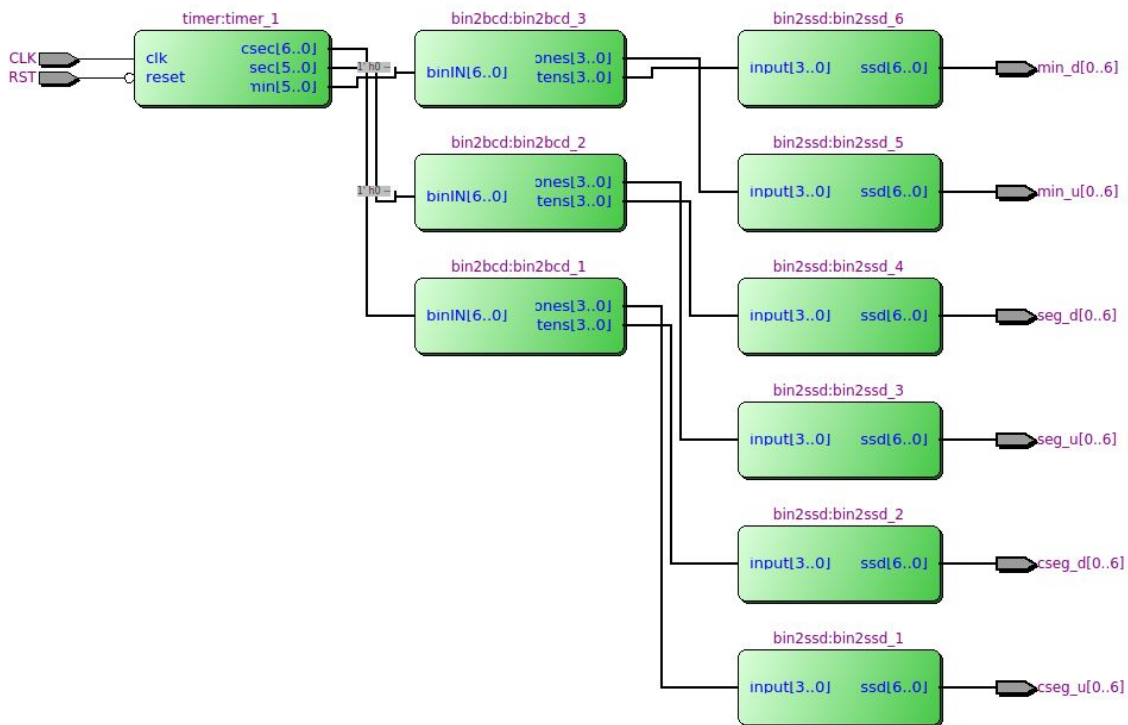 timer:timer_1
CLK
RST
clk
reset
csec[6..0]
sec[5..0]
min[5..0]
1' h0 --
1' h0 --
bin2bcd:bin2bcd_3
binIN[6..0]
ones[3..0]
tens[3..0]
bin2bcd:bin2bcd_2
binIN[6..0]
ones[3..0]
tens[3..0]
bin2bcd:bin2bcd_1
binIN[6..0]
ones[3..0]
tens[3..0]
bin2ssd:bin2ssd_6
input[3..0] ssd[6..0]
min_d[0..6]
bin2ssd:bin2ssd_5
input[3..0] ssd[6..0]
min_u[0..6]
bin2ssd:bin2ssd_4
input[3..0] ssd[6..0]
seg_d[0..6]
bin2ssd:bin2ssd_3
input[3..0] ssd[6..0]
seg_u[0..6]
bin2ssd:bin2ssd_2
input[3..0] ssd[6..0]
cseg_d[0..6]
bin2ssd:bin2ssd_1
input[3..0] ssd[6..0]
cseg_u[0..6]